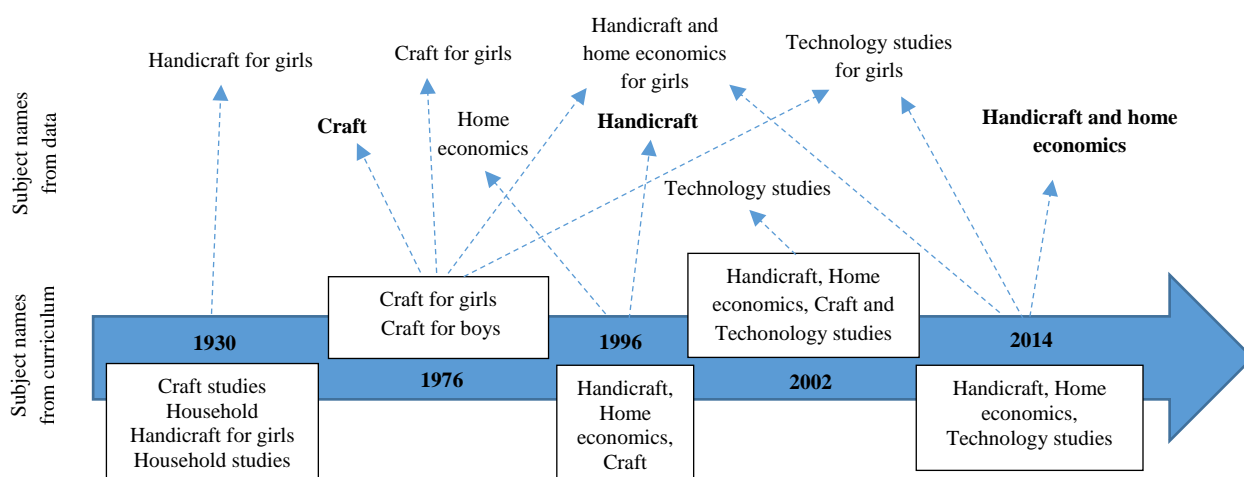 Subject names
from data
Handicraft for girls
Craft for girls
Handicraft and
home economics
for girls
Technology studies
for girls
Craft
Home
economics
Handicraft
Technology studies
Handicraft and home
economics
Subject names
from curriculum
1930
Craft studies
Household
Handicraft for girls
Household studies
Craft for girls
Craft for boys
1976
1996
Handicraft,
Home
economics,
Craft
Handicraft, Home
economics, Craft and
Techonology studies
2002
2014
Handicraft, Home
economics,
Technology studies